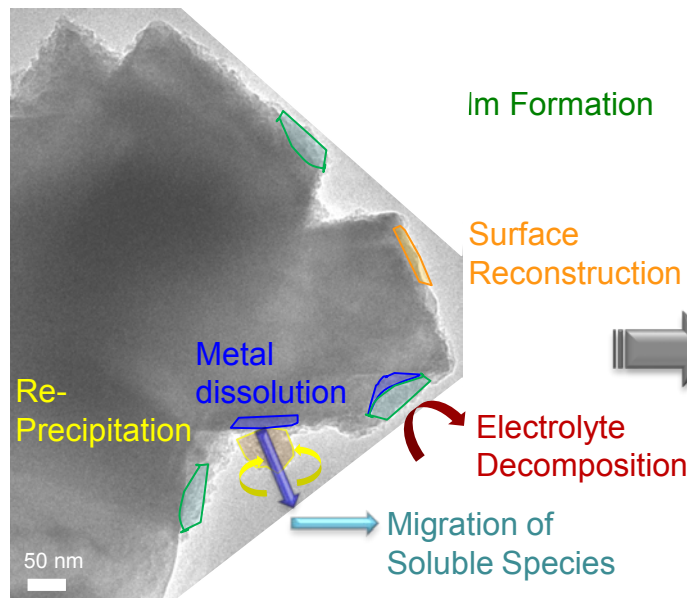 lm Formation
Surface
Reconstruction
Metal
dissolution
Re-
Precipitation
Electrolyte
Decomposition
Migration of
Soluble Species
50 nm